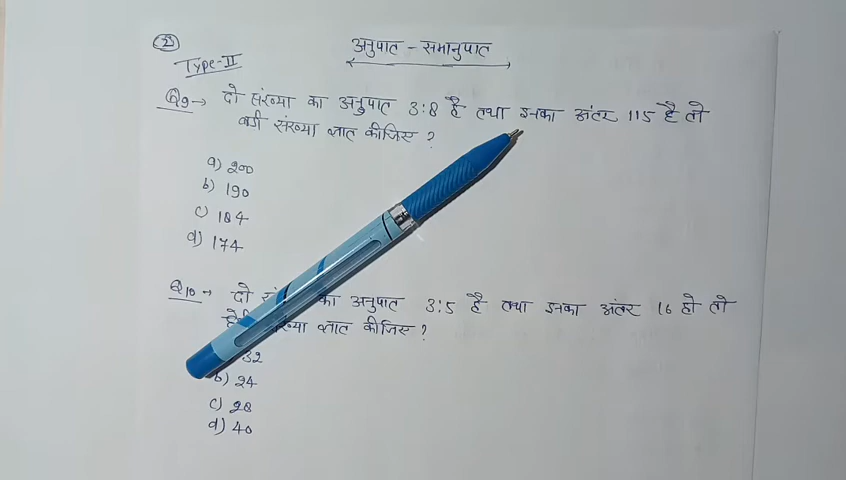 2
अनुपात - समानुपात
Type-II
Q9→ दो संख्या का अनुपात 3:8 है तथा इनका अंतर 115 है तो
बडी संख्या ज्ञात कीजिए ?
a) 200
b) 190
c) 184
d) 174
Q10→ दो का अनुपात 3:5 है तथा इनका अंतर 16 हो तो
ज्ञात कीजिए ?
32
b) 24
c) 28
d) 40